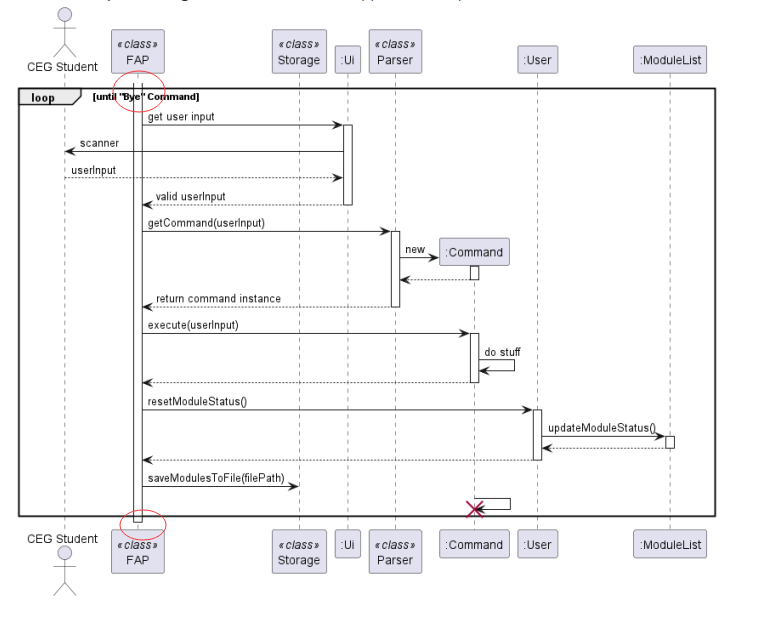 CEG Student
«class»
FAP
«class»
Storage
:Ui
«class»
Parser
:User
:ModuleList
loop
[until "Bye" Command]
get user input
scanner
userInput
valid userInput
getCommand(userInput)
new
:Command
return command instance
execute(userInput)
do stuff
resetModuleStatus()
updateModuleStatus()
saveModulesToFile(filePath)
CEG Student
«class»
FAP
«class»
Storage
:Ui
«class»
Parser
:Command
:User
:ModuleList